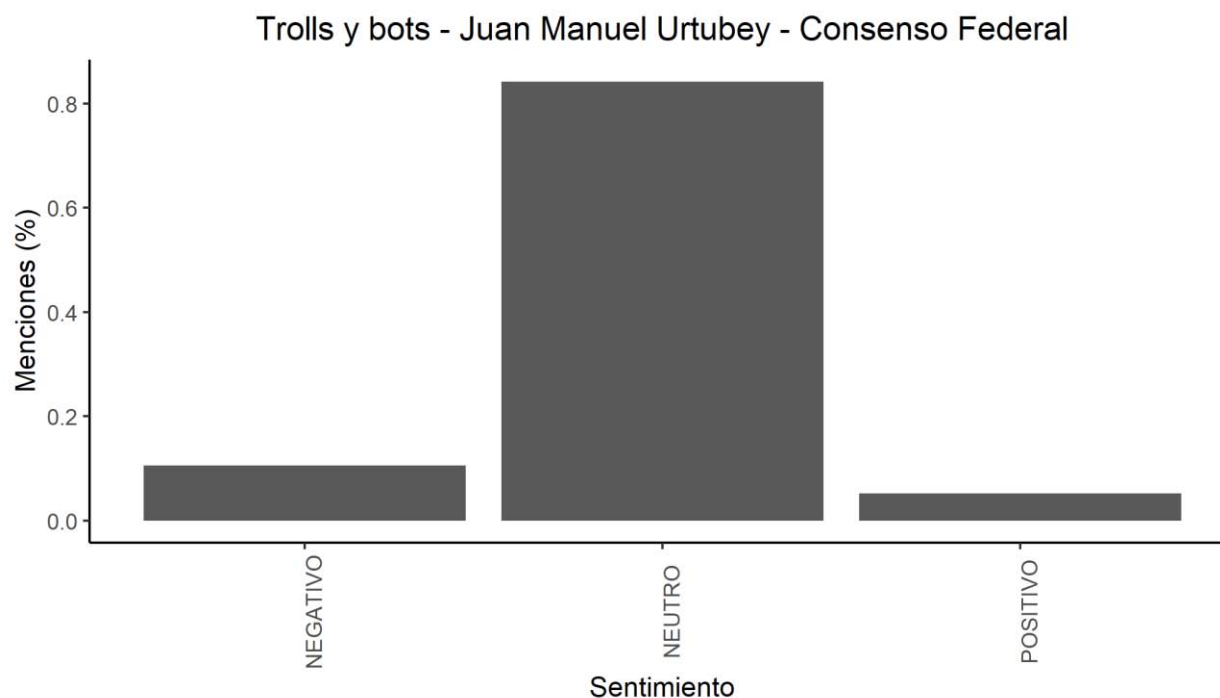 Trolls y bots - Juan Manuel Urtubey - Consenso Federal
Menciones (%)
0.8
0.6
0.4
0.2
0.0
NEGATIVO
NEUTRO
POSITIVO
Sentimiento